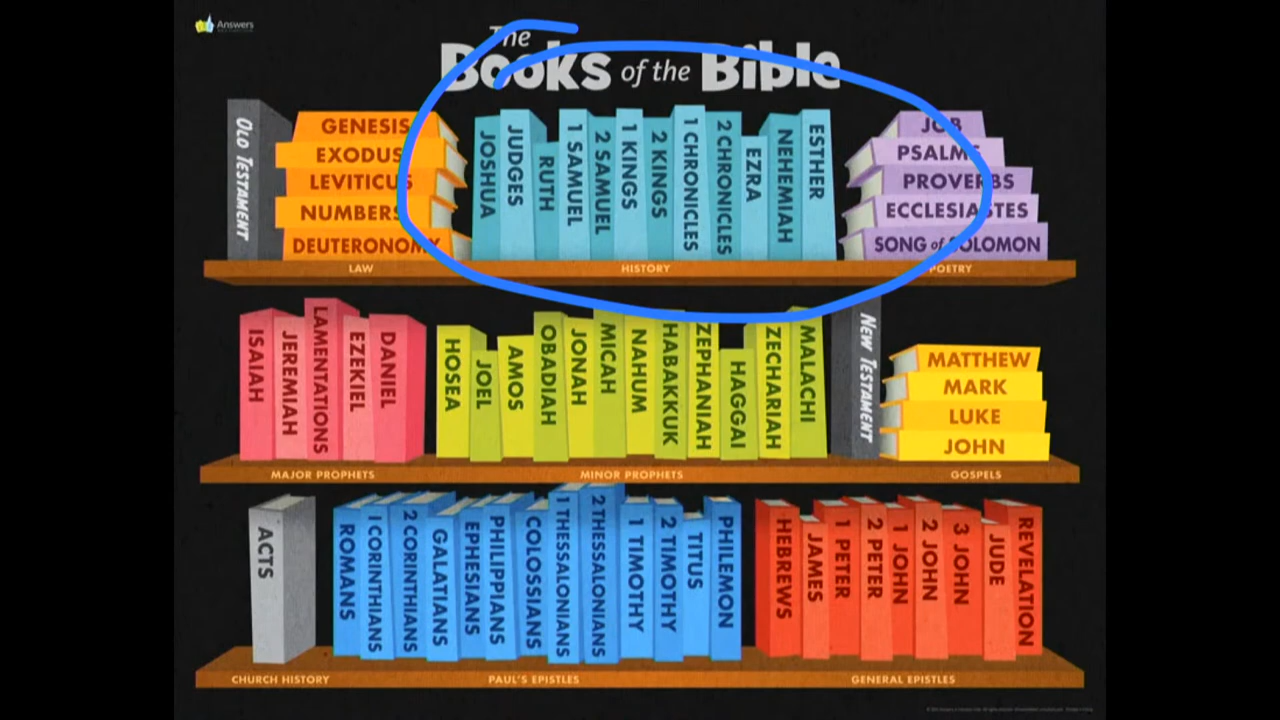 Answers
The
Books of the Bible
OLD TESTAMENT
GENESIS
EXODUS
LEVITICUS
NUMBERS
DEUTERONOMY
JOSHUA
JUDGES
RUTH
1 SAMUEL
2 SAMUEL
1 KINGS
2 KINGS
1 CHRONICLES
2 CHRONICLES
EZRA
NEHEMIAH
ESTHER
JOB
PSALMS
PROVERBS
ECCLESIASTES
SONG of SOLOMON
LAW
HISTORY
POETRY
ISAIAH
JEREMIAH
LAMENTATIONS
EZEKIEL
DANIEL
HOSEA
JOEL
AMOS
OBADIAH
JONAH
MICAH
NAHUM
HABAKKUK
ZEPHANIAH
HAGGAI
ZECHARIAH
MALACHI
NEW TESTAMENT
MATTHEW
MARK
LUKE
JOHN
MAJOR PROPHETS
MINOR PROPHETS
GOSPELS
ACTS
ROMANS
1 CORINTHIANS
2 CORINTHIANS
GALATIANS
EPHESIANS
PHILIPPIANS
COLOSSIANS
1 THESSALONIANS
2 THESSALONIANS
1 TIMOTHY
2 TIMOTHY
TITUS
PHILEMON
HEBREWS
JAMES
1 PETER
2 PETER
1 JOHN
2 JOHN
3 JOHN
JUDE
REVELATION
CHURCH HISTORY
PAUL'S EPISTLES
GENERAL EPISTLES